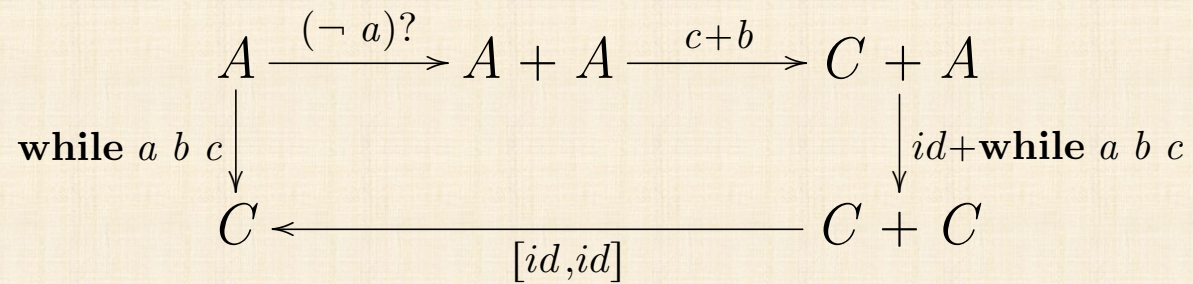 (¬ a)? c+b
A A + A C + A
while a b c id+while a b c
C C + C
[id,id]